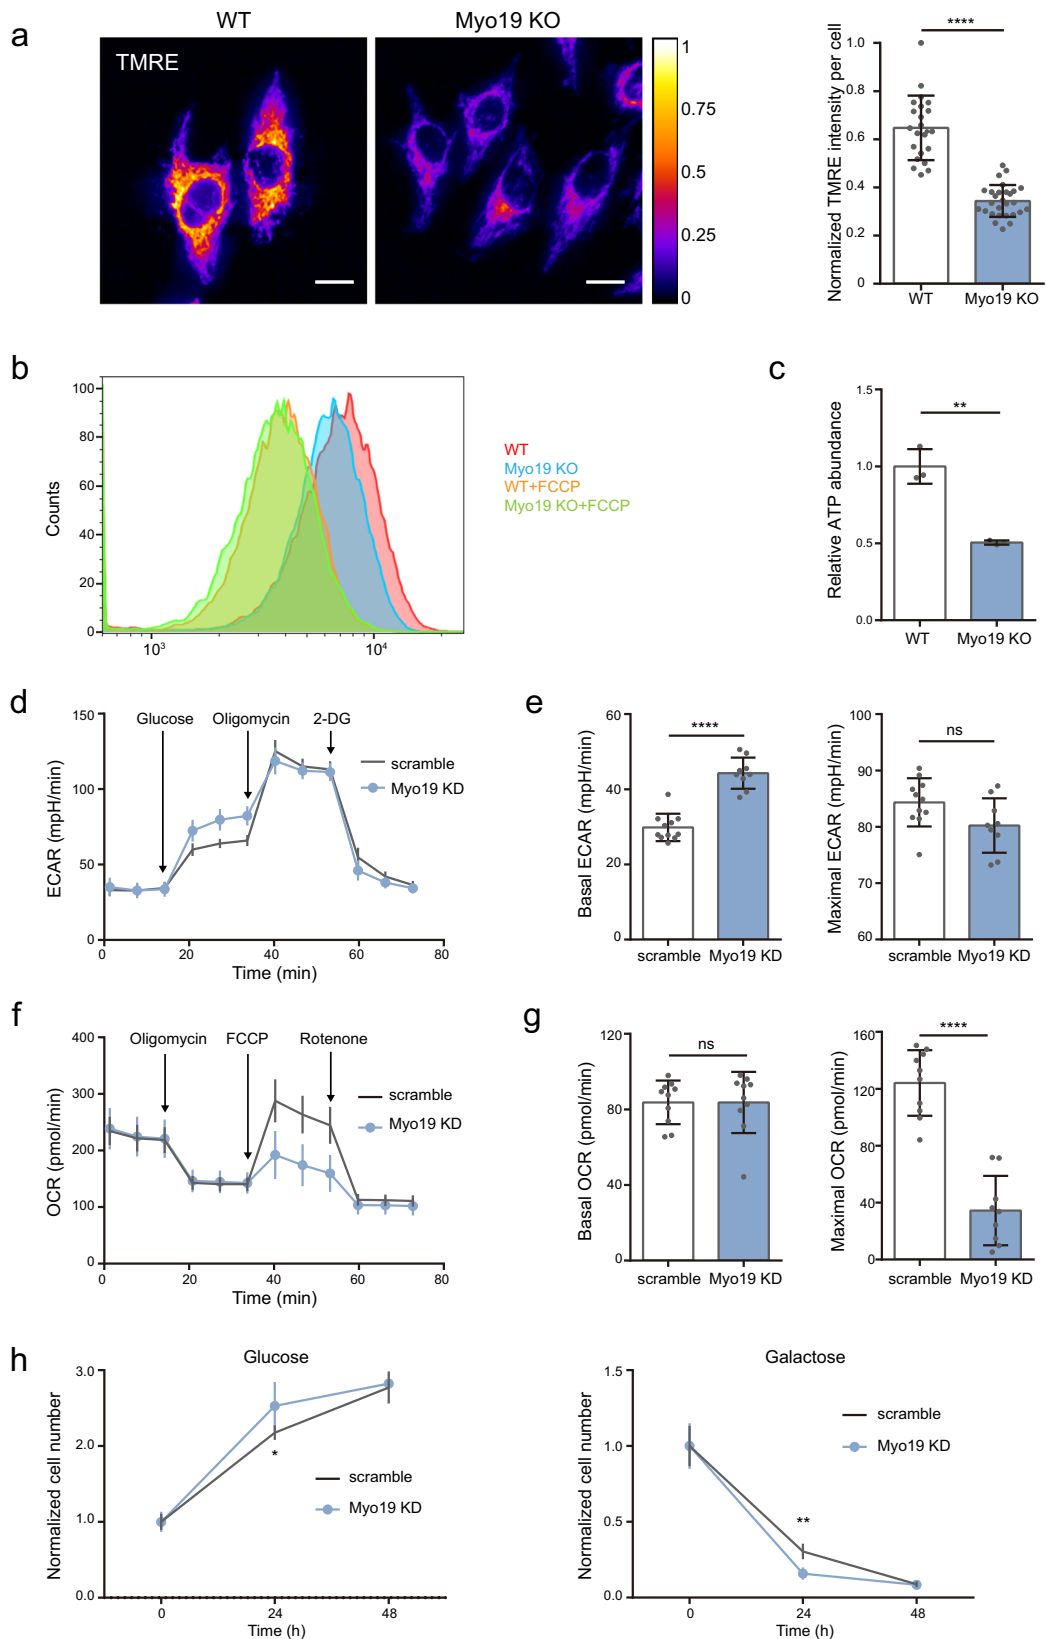 a
WT
Myo19 KO
TMRE
1
0.75
0.5
0.25
0
Normalized TMRE intensity per cell
****
1.0
0.8
0.6
0.4
0.2
0
WT
Myo19 KO
b
Counts
100
80
60
40
20
0
10³
10⁴
WT
Myo19 KO
WT+FCCP
Myo19 KO+FCCP
c
Relative ATP abundance
**
1.5
1.0
0.5
0.0
WT
Myo19 KO
d
ECAR (mpH/min)
150
100
50
0
Glucose
Oligomycin
2-DG
scramble
Myo19 KD
0
20
40
60
80
Time (min)
e
Basal ECAR (mpH/min)
****
60
40
20
0
scramble
Myo19 KD
Maximal ECAR (mpH/min)
ns
100
90
80
70
60
scramble
Myo19 KD
f
OCR (pmol/min)
400
300
200
100
0
Oligomycin
FCCP
Rotenone
scramble
Myo19 KD
0
20
40
60
80
Time (min)
g
Basal OCR (pmol/min)
ns
120
80
40
0
scramble
Myo19 KD
Maximal OCR (pmol/min)
****
160
120
80
40
0
scramble
Myo19 KD
h
Glucose
Normalized cell number
3.0
2.0
1.0
0.0
*
scramble
Myo19 KD
0
24
48
Time (h)
Galactose
Normalized cell number
1.5
1.0
0.5
0.0
**
scramble
Myo19 KD
0
24
48
Time (h)